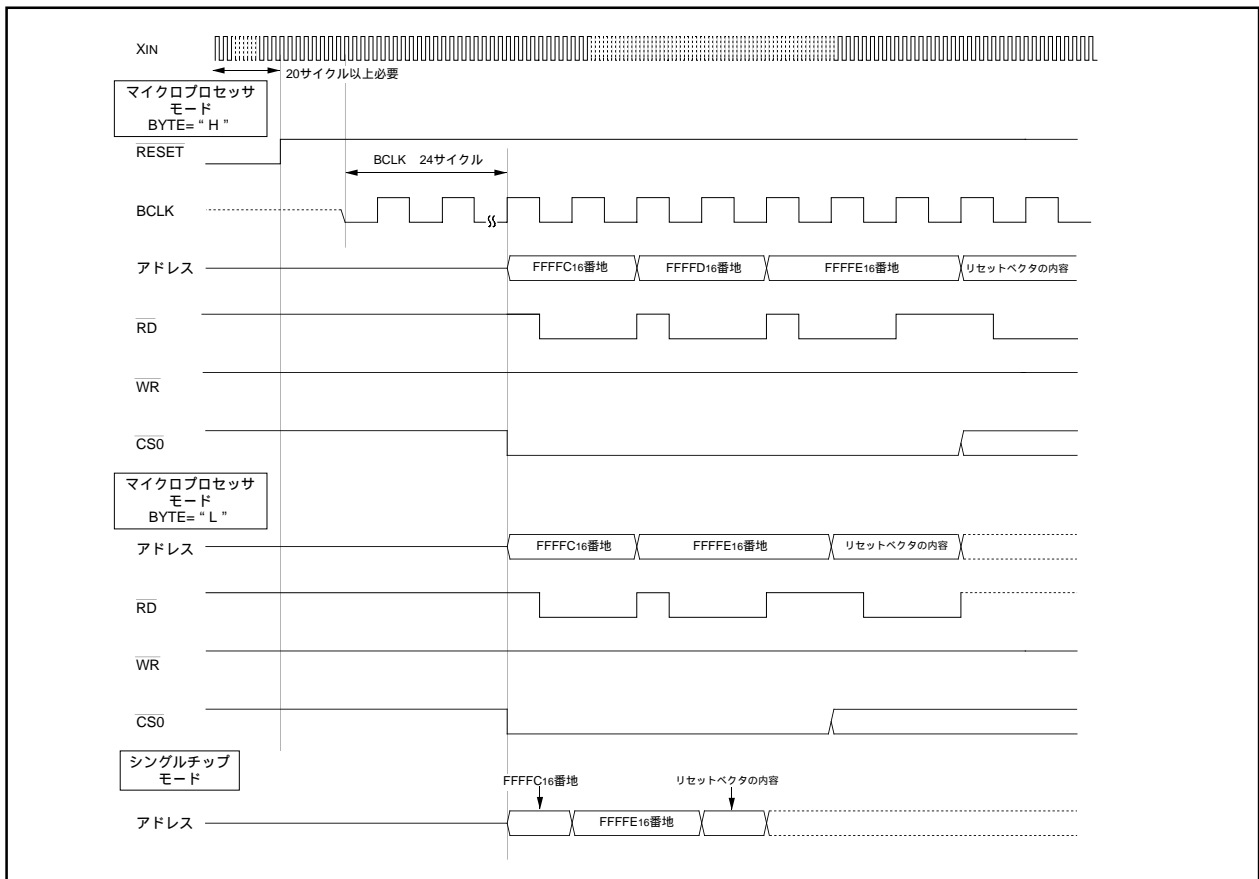 XIN
20サイクル以上必要
マイクロプロセッサ
モード
BYTE= “ H ”
RESET
BCLK 24サイクル
BCLK
アドレス
FFFFC16番地
FFFFD16番地
FFFFE16番地
リセットベクタの内容
RD
WR
CS0
マイクロプロセッサ
モード
BYTE= “ L ”
アドレス
FFFFC16番地
FFFFE16番地
リセットベクタの内容
RD
WR
CS0
シングルチップ
モード
FFFFC16番地
リセットベクタの内容
アドレス
FFFFE16番地